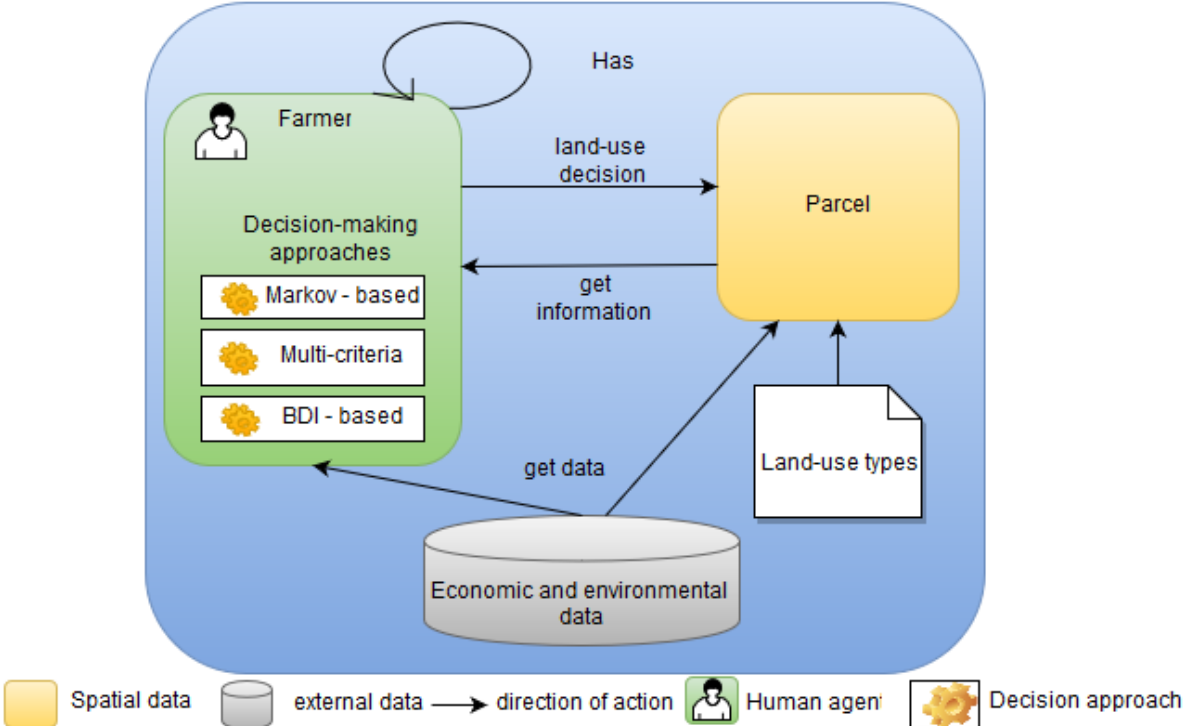 Has
Farmer
land-use
decision
Parcel
Decision-making
approaches
get
information
Markov - based
Multi-criteria
BDI - based
get data
Land-use types
Economic and environmental
data
Spatial data
external data
direction of action
Human agent
Decision approach